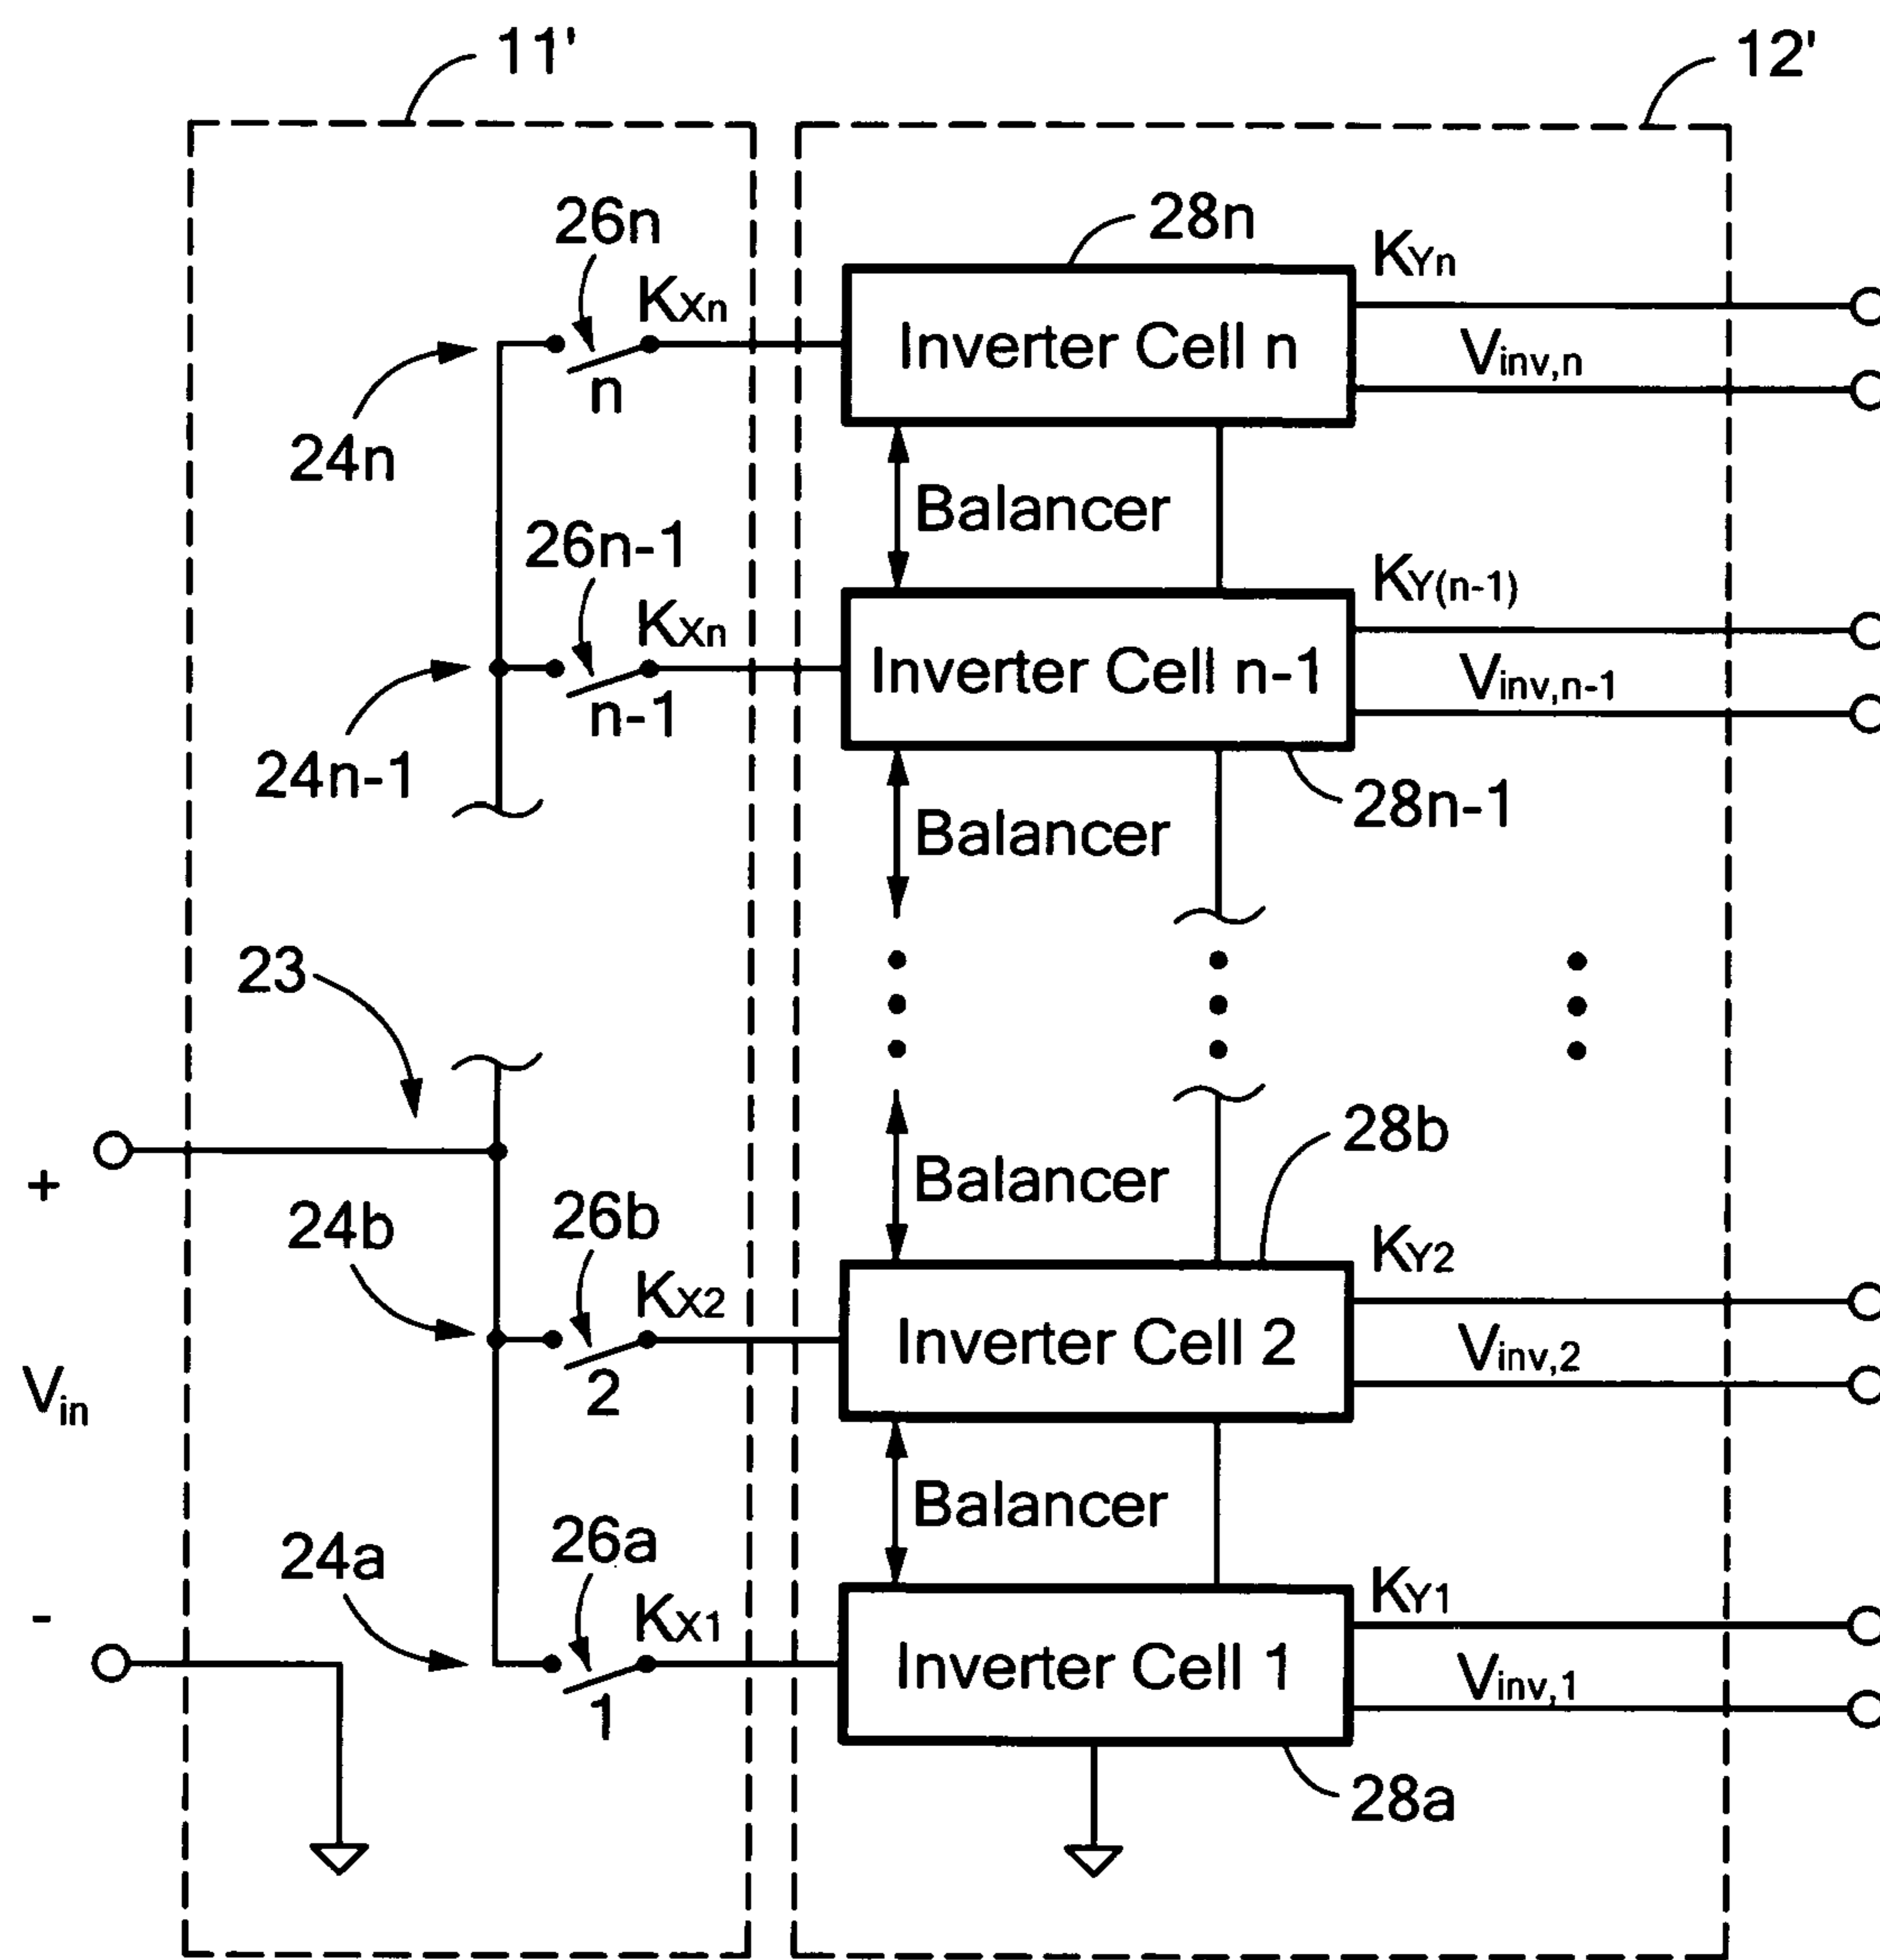 11'
12'
26n
28n
KXn
KYn
Inverter Cell n
Vinv,n
n
24n
Balancer
26n-1
KXn
KY(n-1)
Inverter Cell n-1
Vinv,n-1
n-1
24n-1
28n-1
Balancer
23
28b
+
Balancer
24b
26b
KX2
KY2
Inverter Cell 2
Vinv,2
2
Vin
Balancer
24a
26a
KX1
KY1
-
Inverter Cell 1
Vinv,1
1
28a